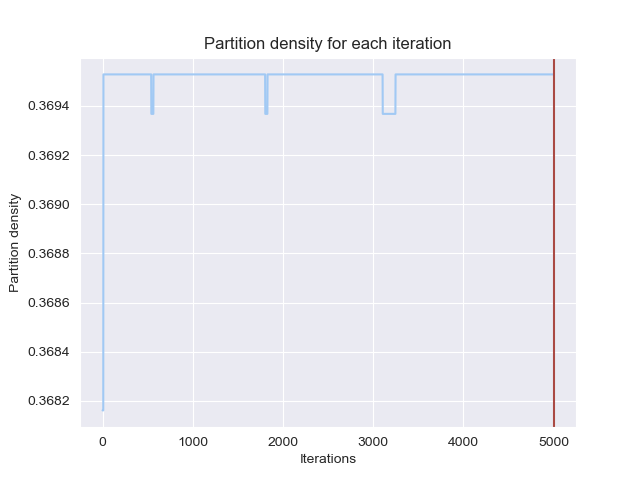 Partition density for each iteration
Partition density
0.3694
0.3692
0.3690
0.3688
0.3686
0.3684
0.3682
0 1000 2000 3000 4000 5000
Iterations